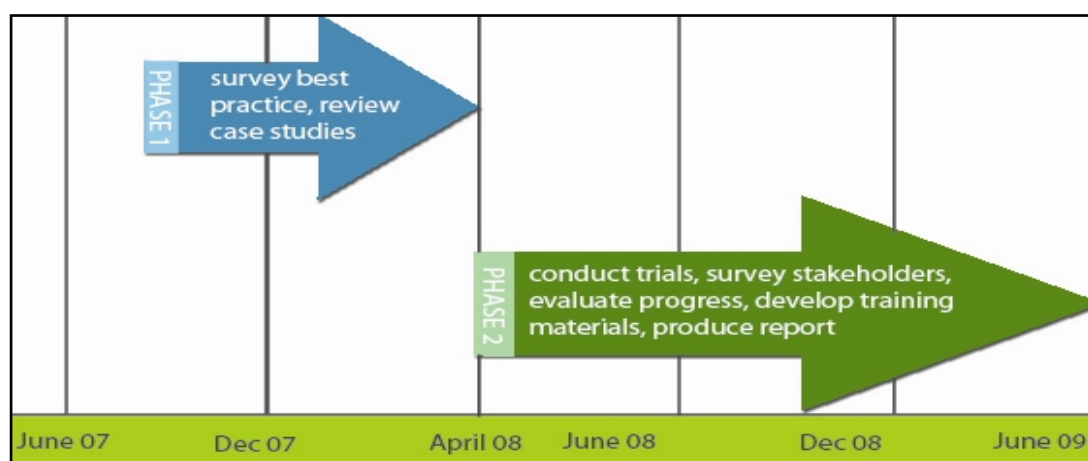 PHASE 1
survey best
practice, review
case studies
PHASE 2
conduct trials, survey stakeholders,
evaluate progress, develop training
materials, produce report
June 07 Dec 07 April 08 June 08 Dec 08 June 09